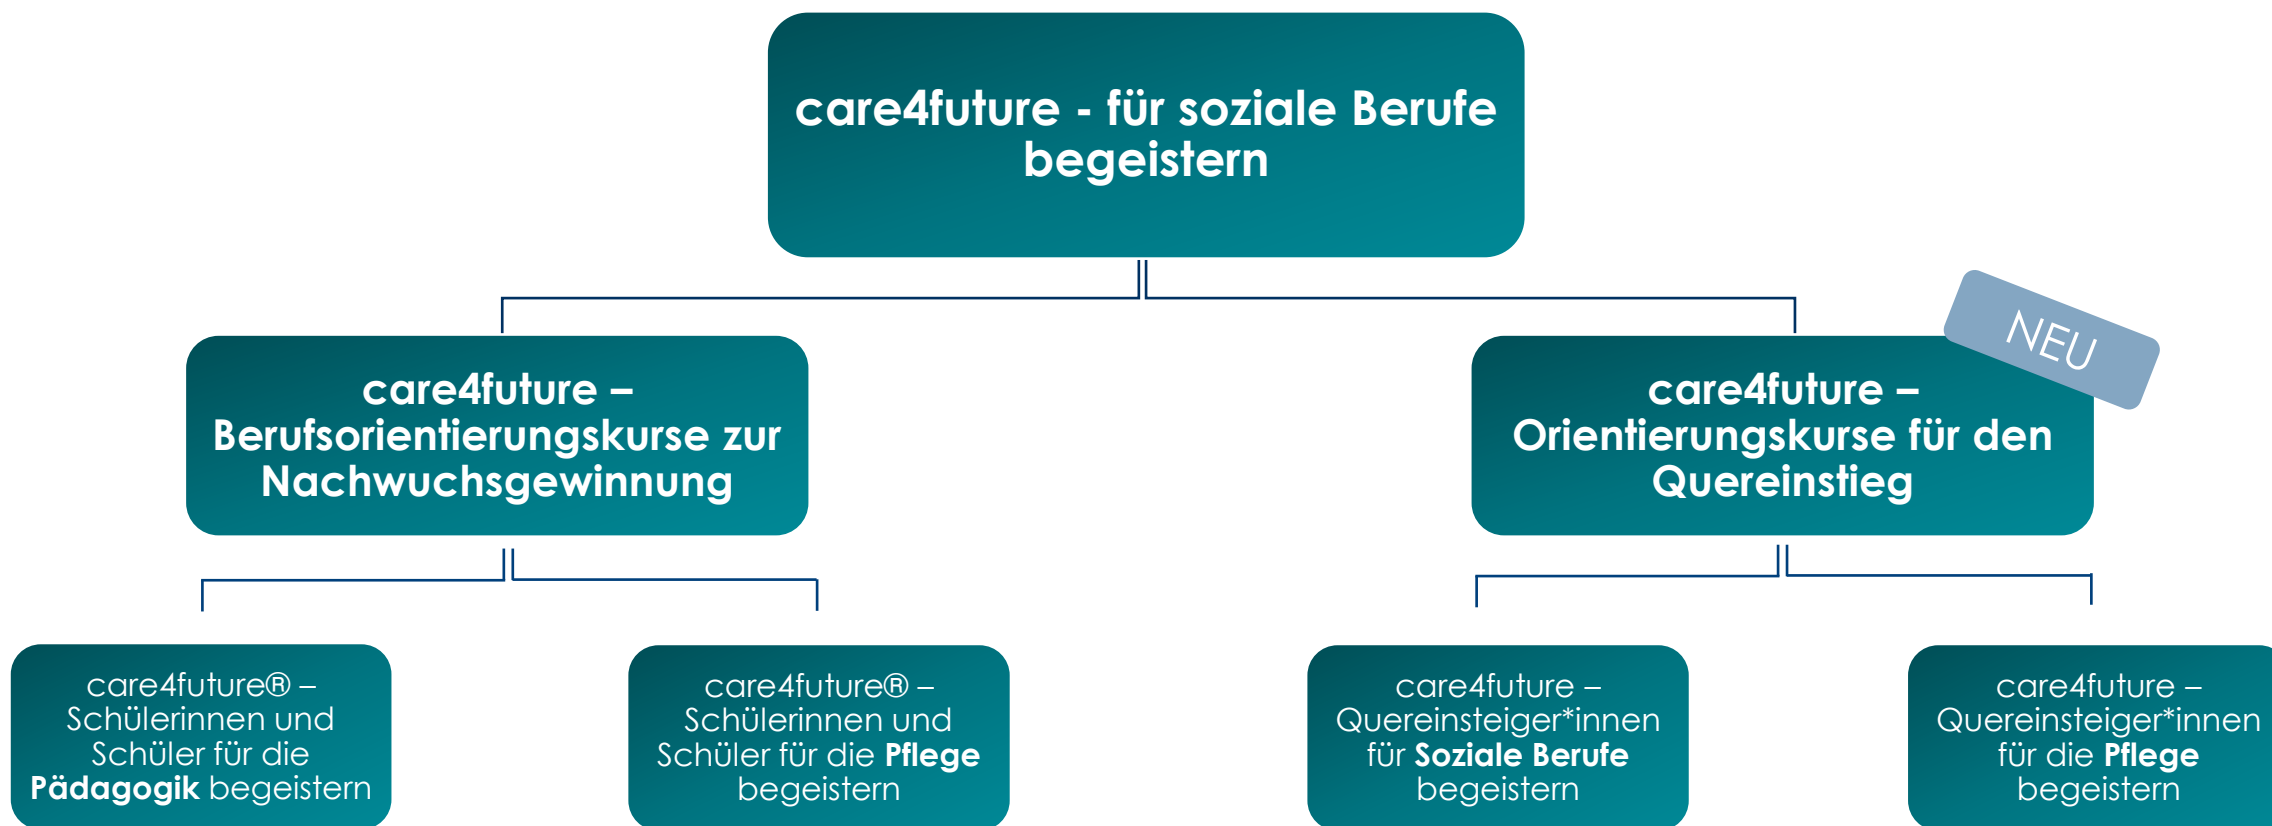 care4future - für soziale Berufe
begeistern
NEU
care4future –
Berufsorientierungskurse zur
Nachwuchsgewinnung
care4future –
Orientierungskurse für den
Quereinstieg
care4future® –
Schülerinnen und
Schüler für die
Pädagogik begeistern
care4future® –
Schülerinnen und
Schüler für die Pflege
begeistern
care4future –
Quereinsteiger*innen
für Soziale Berufe
begeistern
care4future –
Quereinsteiger*innen
für die Pflege
begeistern